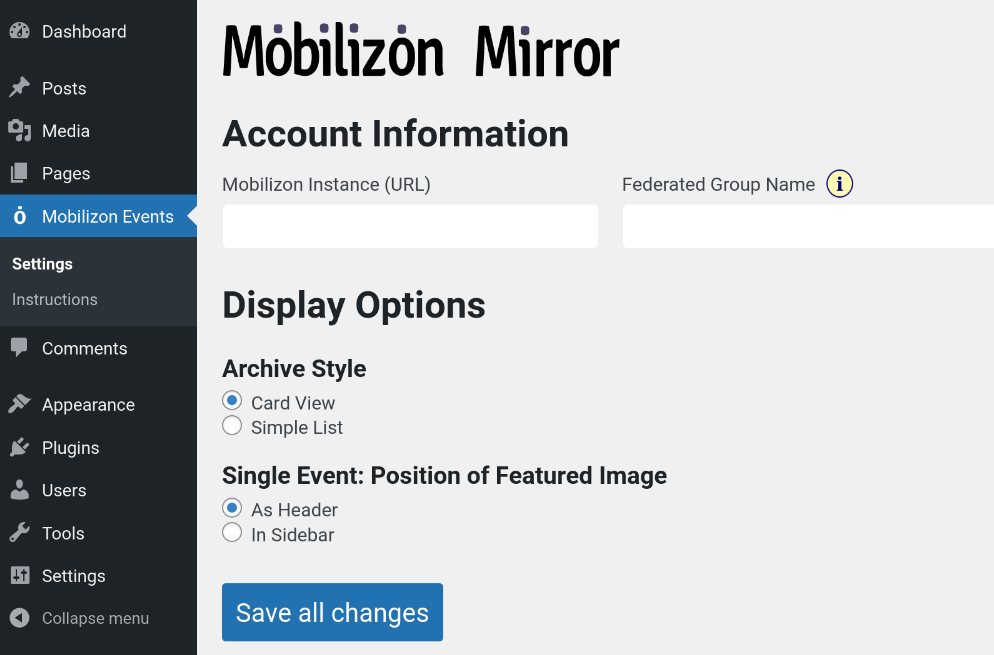 Dashboard
Posts
Media
Pages
Mobilizon Events
Settings
Instructions
Comments
Appearance
Plugins
Users
Tools
Settings
Collapse menu
Mobilizon Mirror
Account Information
Mobilizon Instance (URL)
Federated Group Name i
Display Options
Archive Style
Card View
Simple List
Single Event: Position of Featured Image
As Header
In Sidebar
Save all changes